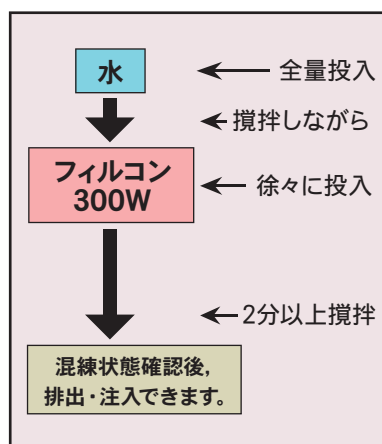 水
全量投入
撹拌しながら
フィルコン
300W
徐々に投入
2分以上撹拌
混練状態確認後,
排出・注入できます。